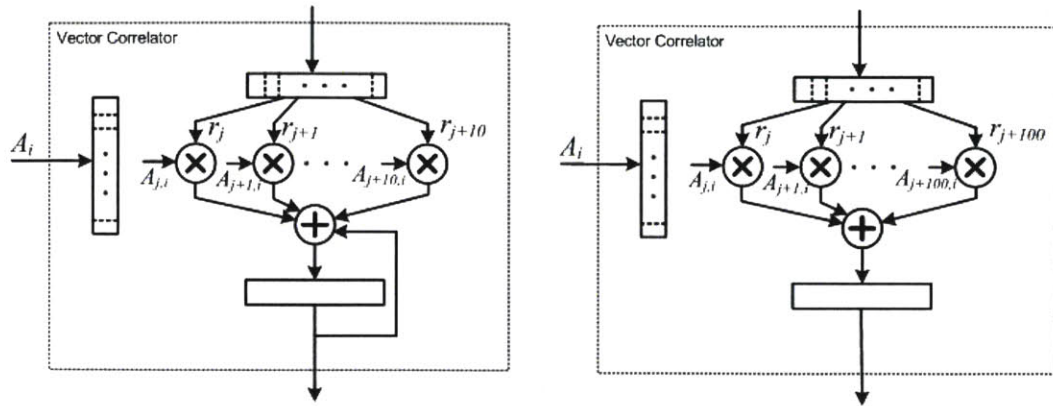 Vector Correlator
A_i
r_j
r_{j+1}
r_{j+10}
A_{j,i}
A_{j+1,i}
A_{j+10,i}
Vector Correlator
A_i
r_j
r_{j+1}
r_{j+100}
A_{j,i}
A_{j+1,i}
A_{j+100,i}